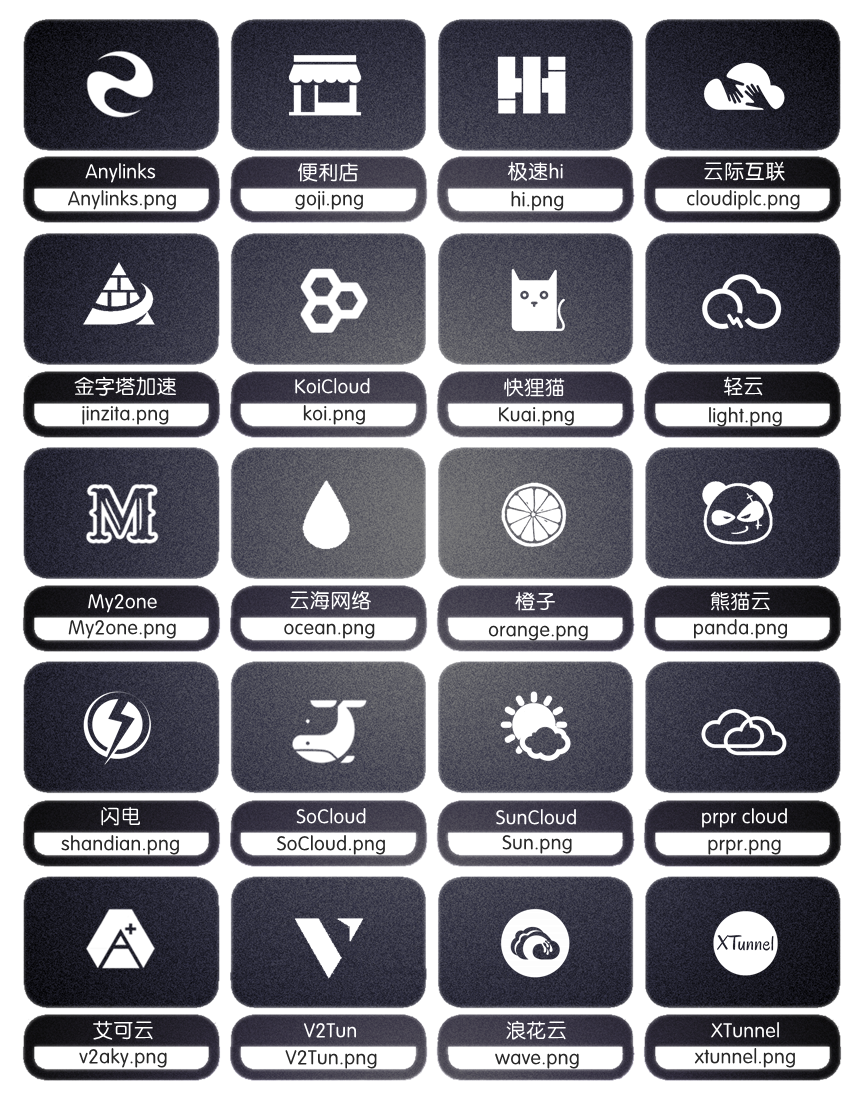 Anylinks
Anylinks.png
便利店
goji.png
极速hi
hi.png
云际互联
cloudiplc.png
金字塔加速
jinzita.png
KoiCloud
koi.png
快狸猫
Kuai.png
轻云
light.png
M
My2one
My2one.png
云海网络
ocean.png
橙子
orange.png
熊猫云
panda.png
闪电
shandian.png
SoCloud
SoCloud.png
SunCloud
Sun.png
prpr cloud
prpr.png
A+
艾可云
v2aky.png
V2Tun
V2Tun.png
浪花云
wave.png
XTunnel
XTunnel
xtunnel.png